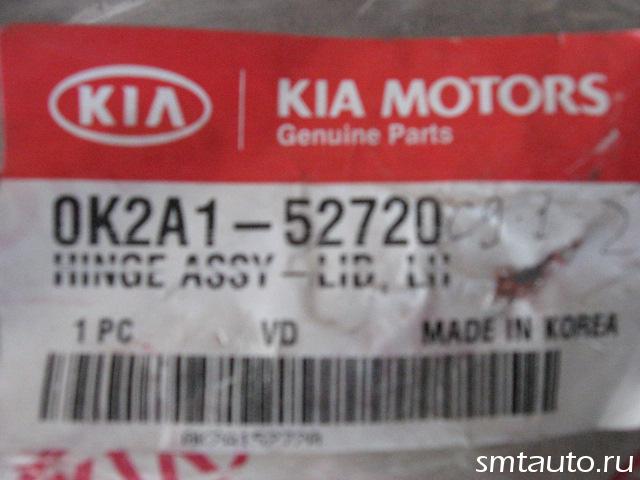 KIA KIA MOTORS
Genuine Parts
0K2A1-52720
HINGE ASSY-LID, LH
1 PC VD MADE IN KOREA
0K2A152720
smtauto.ru